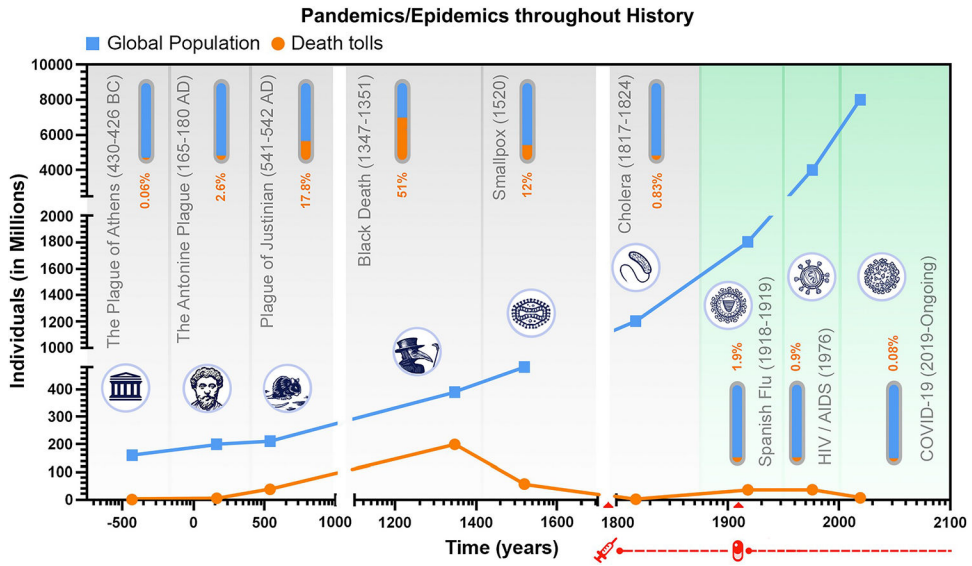 Pandemics/Epidemics throughout History
Global Population
Death tolls
Individuals (in Millions)
10000
8000
6000
4000
2000
1800
1600
1400
1200
1000
400
300
200
100
0
The Plague of Athens (430-426 BC)
0.06%
The Antonine Plague (165-180 AD)
2.6%
Plague of Justinian (541-542 AD)
17.8%
Black Death (1347-1351)
51%
Smallpox (1520)
12%
Cholera (1817-1824)
0.83%
1.9%
Spanish Flu (1918-1919)
0.9%
HIV / AIDS (1976)
0.08%
COVID-19 (2019-Ongoing)
-500
0
500
1000
1200
1400
1600
1800
1900
2000
2100
Time (years)